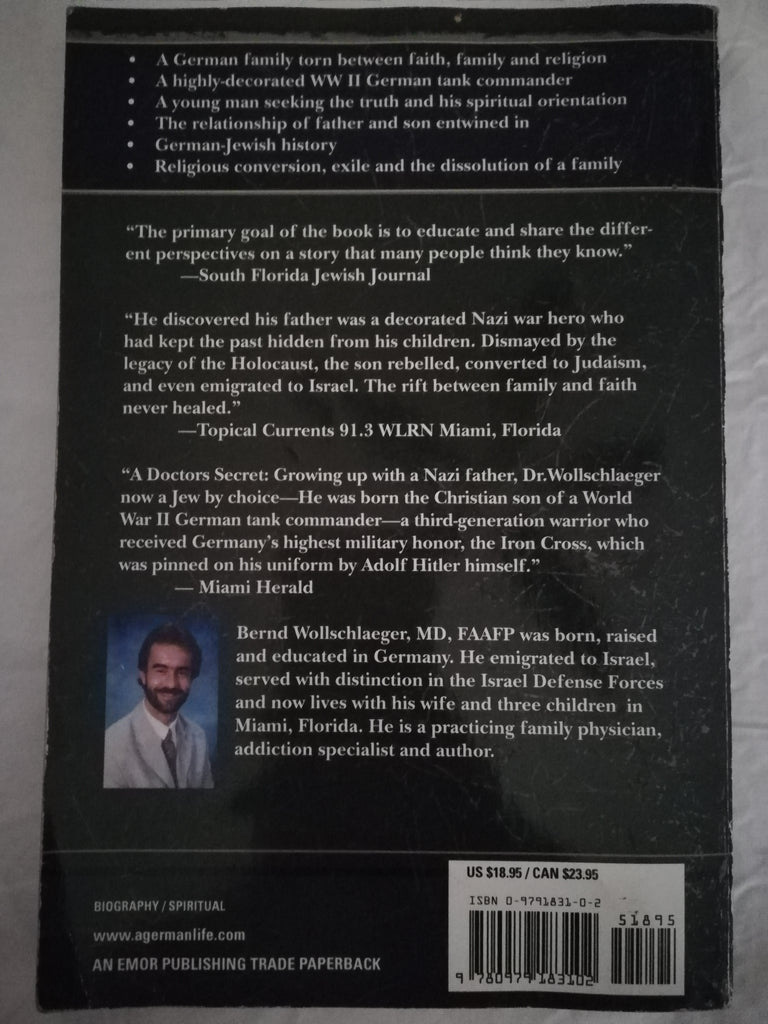 • A German family torn between faith, family and religion
• A highly-decorated WW II German tank commander
• A young man seeking the truth and his spiritual orientation
• The relationship of father and son entwined in
• German-Jewish history
• Religious conversion, exile and the dissolution of a family
“The primary goal of the book is to educate and share the differ-
ent perspectives on a story that many people think they know.”
—South Florida Jewish Journal
“He discovered his father was a decorated Nazi war hero who
had kept the past hidden from his children. Dismayed by the
legacy of the Holocaust, the son rebelled, converted to Judaism,
and even emigrated to Israel. The rift between family and faith
never healed.”
—Topical Currents 91.3 WLRN Miami, Florida
“A Doctors Secret: Growing up with a Nazi father, Dr.Wollschlaeger
now a Jew by choice—He was born the Christian son of a World
War II German tank commander—a third-generation warrior who
received Germany’s highest military honor, the Iron Cross, which
was pinned on his uniform by Adolf Hitler himself.”
— Miami Herald
Bernd Wollschlaeger, MD, FAAFP was born, raised
and educated in Germany. He emigrated to Israel,
served with distinction in the Israel Defense Forces
and now lives with his wife and three children in
Miami, Florida. He is a practicing family physician,
addiction specialist and author.
BIOGRAPHY / SPIRITUAL
www.agermanlife.com
AN EMOR PUBLISHING TRADE PAPERBACK
US $18.95 / CAN $23.95
ISBN 0-9791831-0-2
51895
9 780979 183102